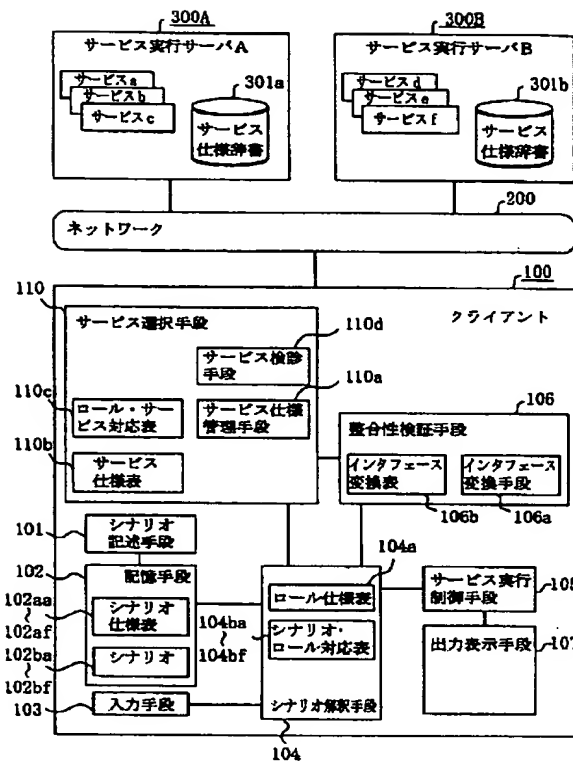 300A
300B
サービス実行サーバA
サービスa
サービスb
サービスc
301a
サービス
仕様辞書
サービス実行サーバB
サービスd
サービスe
サービスf
301b
サービス
仕様辞書
200
ネットワーク
100
クライアント
110
サービス選択手段
サービス検診
手段
110d
110c
ロール・サー
ビス対応表
サービス仕様
管理手段
110a
110b
サービス
仕様表
106
整合性検証手段
インタフェース
変換表
インタフェース
変換手段
106b
106a
101
シナリオ
記述手段
102
記憶手段
102aa
〜
102af
シナリオ
仕様表
102ba
〜
102bf
シナリオ
103
入力手段
104a
ロール仕様表
104ba
〜
104bf
シナリオ・
ロール対応表
シナリオ解釈手段
104
サービス実行
制御手段
105
出力表示手段
107